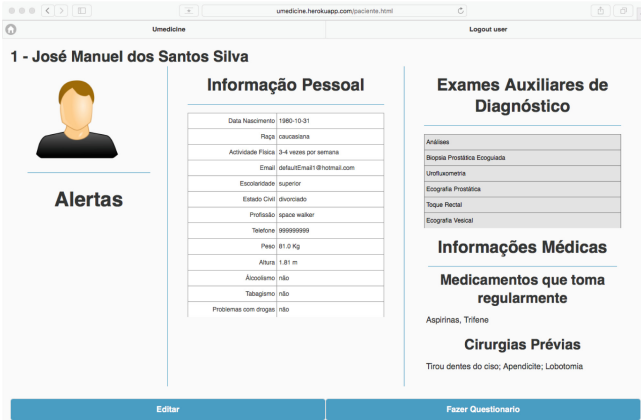 umedicine.herokuapp.com/paciente.html
Umedicine
Logout user
1 - José Manuel dos Santos Silva
Alertas
Informação Pessoal
Data Nascimento 1980-10-31
Raça caucasiana
Actividade Física 3-4 vezes por semana
Email defaultEmail1@hotmail.com
Escolaridade superior
Estado Civil divorciado
Profissão space walker
Telefone 999999999
Peso 81.0 Kg
Altura 1.81 m
Álcoolismo não
Tabagismo não
Problemas com drogas não
Exames Auxiliares de
Diagnóstico
Análises
Biopsia Prostática Ecoguiada
Urofluxometria
Ecografia Prostática
Toque Rectal
Ecografia Vesical
Informações Médicas
Medicamentos que toma
regularmente
Aspirinas, Trifene
Cirurgias Prévias
Tirou dentes do ciso; Apendicite; Lobotomia
Editar
Fazer Questionario